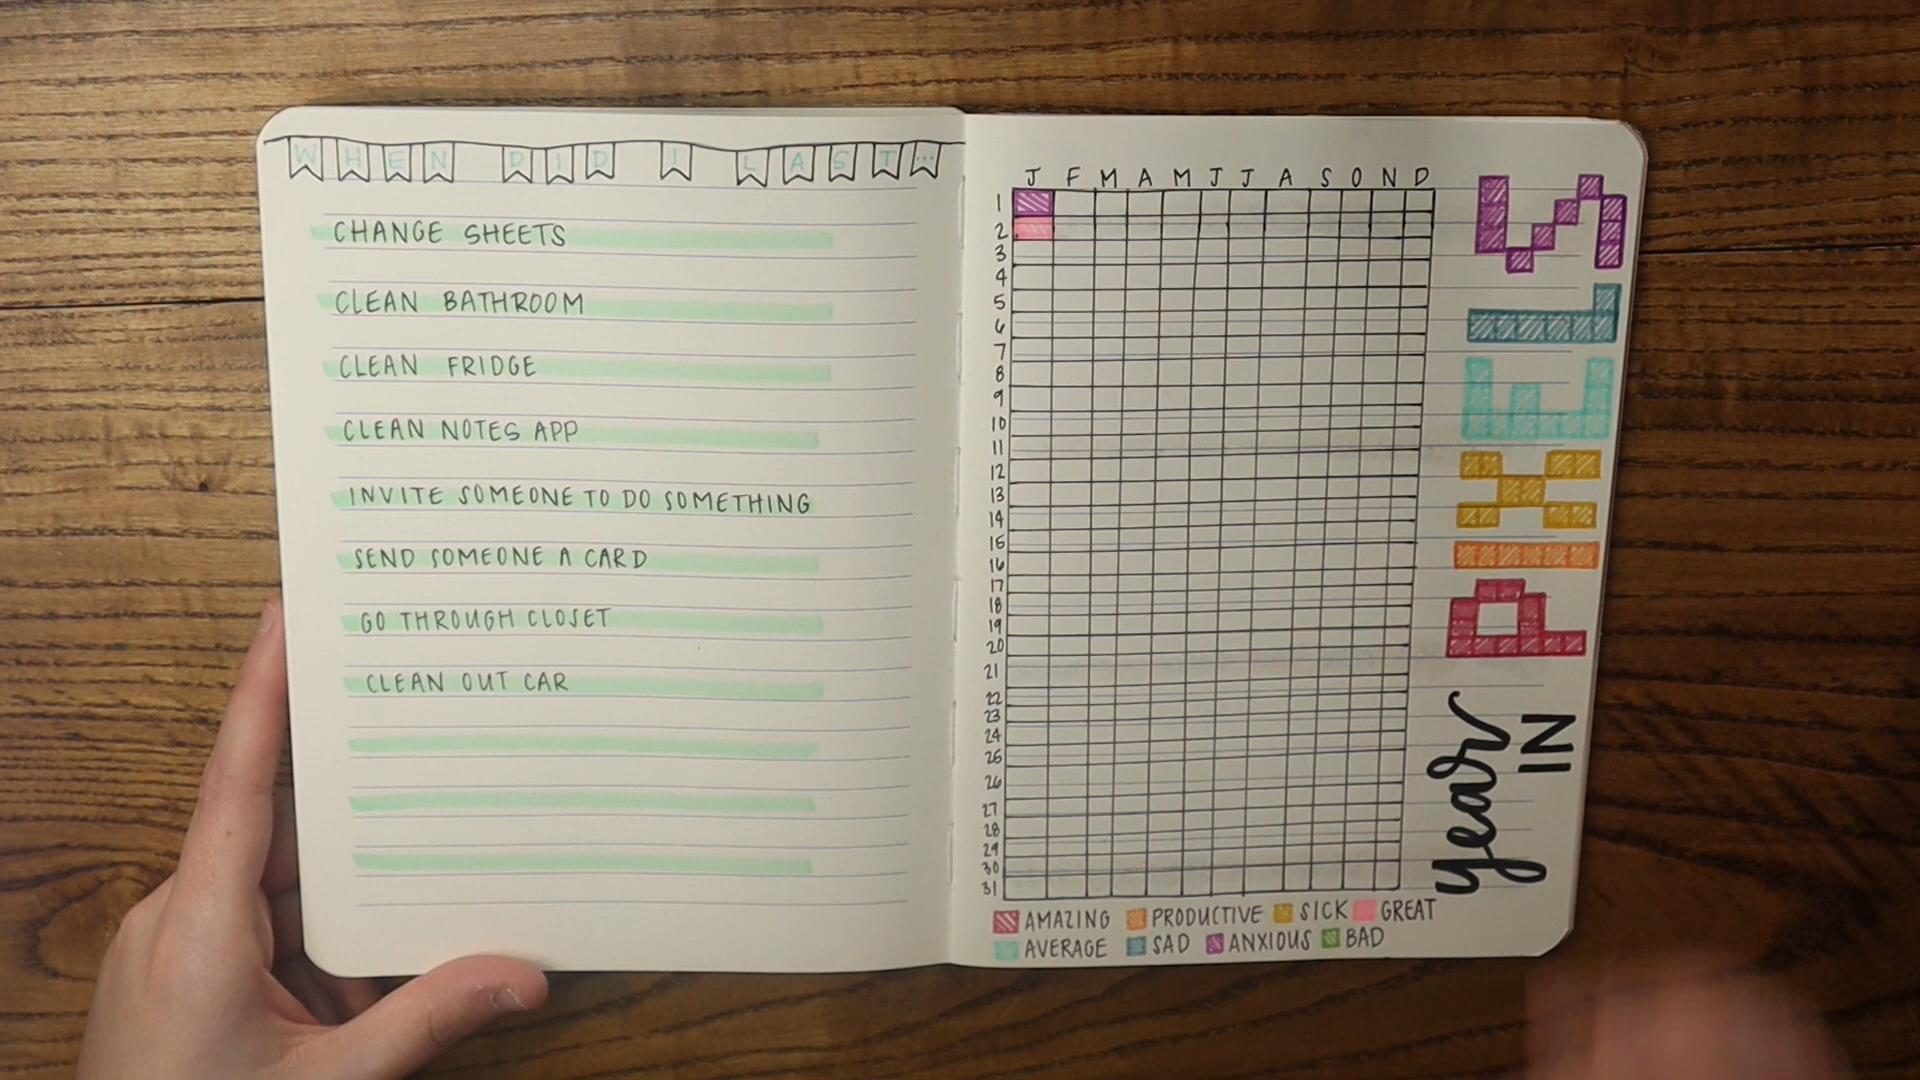 WHEN DID I LAST...
CHANGE SHEETS
CLEAN BATHROOM
CLEAN FRIDGE
CLEAN NOTES APP
INVITE SOMEONE TO DO SOMETHING
SEND SOMEONE A CARD
GO THROUGH CLOSET
CLEAN OUT CAR
year IN PIXELS
J F M A M J J A S O N D
1
2
3
4
5
6
7
8
9
10
11
12
13
14
15
16
17
18
19
20
21
22
23
24
25
26
27
28
29
30
31
AMAZING PRODUCTIVE SICK GREAT
AVERAGE SAD ANXIOUS BAD